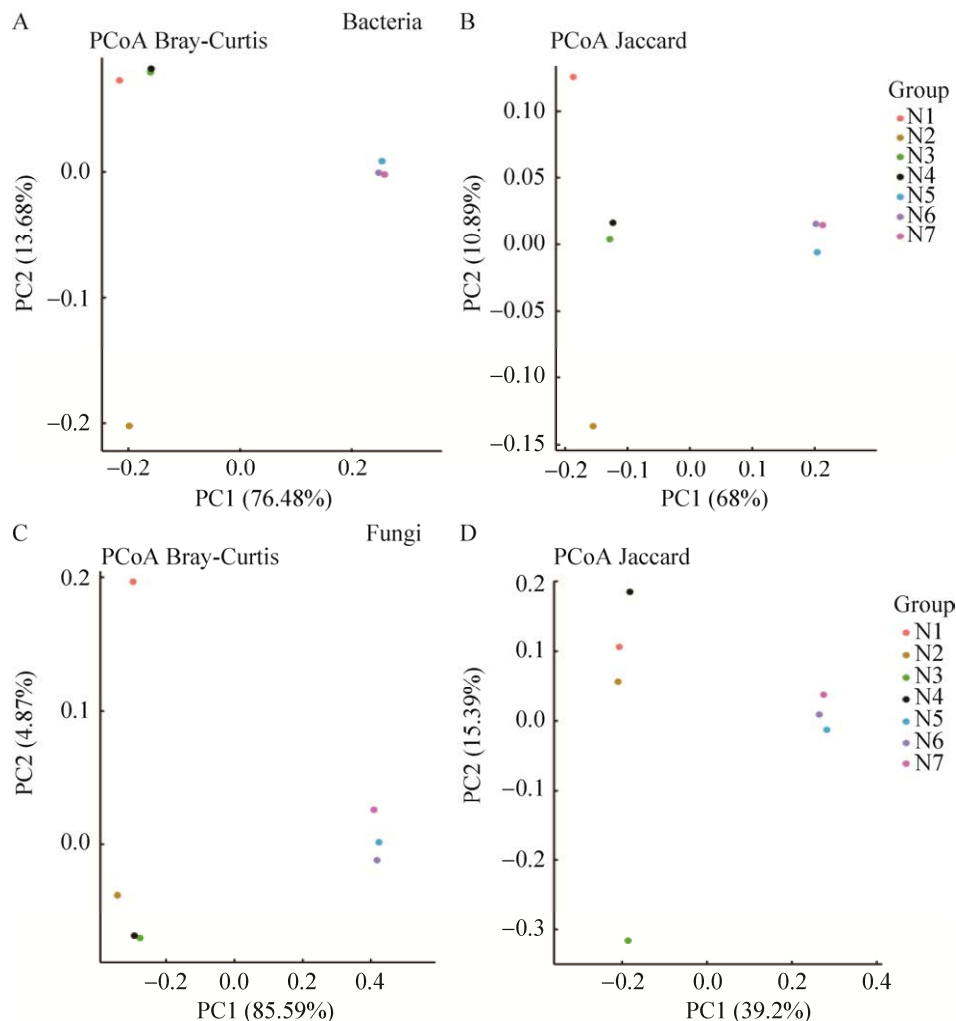 A
Bacteria
PCoA Bray-Curtis
PC2 (13.68%)
0.0
−0.1
−0.2
−0.2
0.0
0.2
PC1 (76.48%)
B
PCoA Jaccard
PC2 (10.89%)
0.10
0.05
0.00
−0.05
−0.10
−0.15
−0.2
−0.1
0.0
0.1
0.2
PC1 (68%)
Group
N1
N2
N3
N4
N5
N6
N7
C
Fungi
PCoA Bray-Curtis
PC2 (4.87%)
0.2
0.1
0.0
−0.2
0.0
0.2
0.4
PC1 (85.59%)
D
PCoA Jaccard
PC2 (15.39%)
0.2
0.1
0.0
−0.1
−0.2
−0.3
−0.2
0.0
0.2
0.4
PC1 (39.2%)
Group
N1
N2
N3
N4
N5
N6
N7